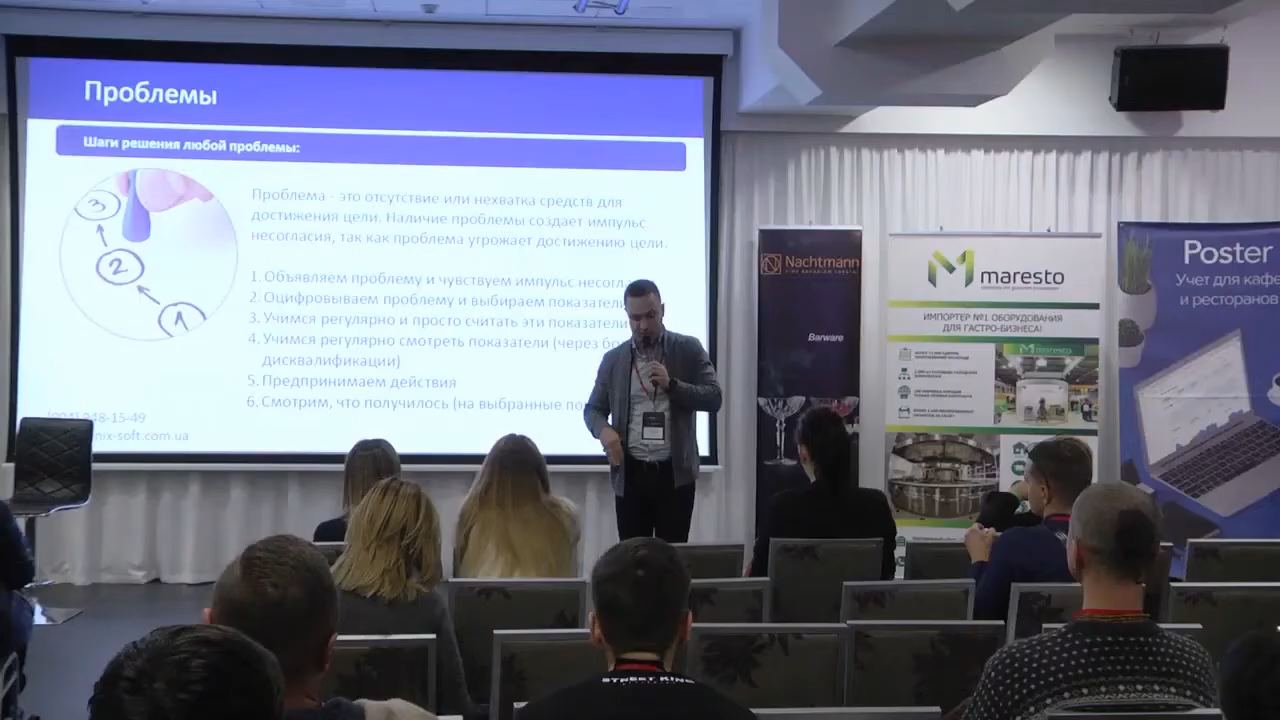 Проблемы
Шаги решения любой проблемы:
3
2
1
Проблема - это отсутствие или нехватка средств для
достижения цели. Наличие проблемы создает импульс
несогласия, так как проблема угрожает достижению цели.
1. Объявляем проблему и чувствуем импульс несогл
2. Оцифровываем проблему и выбираем показатели
3. Учимся регулярно и просто считать эти показатели
4. Учимся регулярно смотреть показатели (через бо
дисквалификации)
5. Предпринимаем действия
6. Смотрим, что получилось (на выбранные по
248-15-49
nix-soft.com.ua
Nachtmann
Barware
maresto
ИМПОРТЕР №1 ОБОРУДОВАНИЯ
ДЛЯ ГАСТРО-БИЗНЕСА!
maresto
Poster
Учет для кафе
и ресторанов
STREET KING